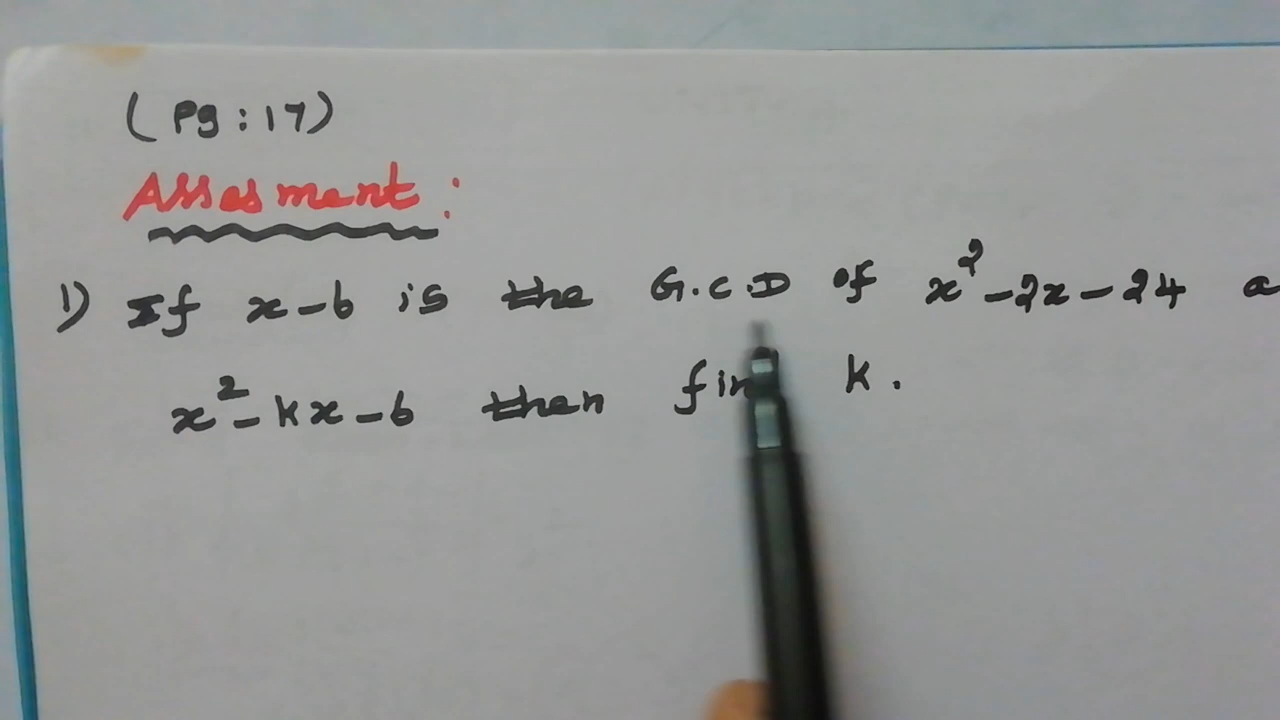 (Pg:17)
Assesment:
1) If x-6 is the G.C.D of x²-2x-24 a
x²-kx-6 then fin k.